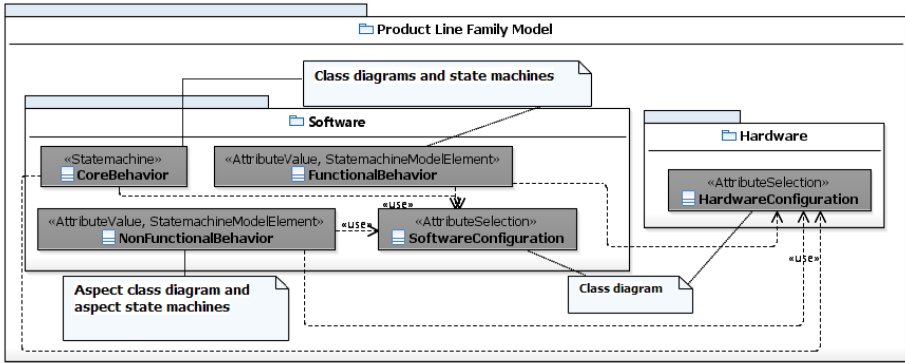 Product Line Family Model
Class diagrams and state machines
Software
Hardware
«Statemachine»
CoreBehavior
«AttributeValue, StatemachineModelElement»
FunctionalBehavior
«AttributeSelection»
HardwareConfiguration
«use»
«AttributeValue, StatemachineModelElement»
NonFunctionalBehavior
«use»
«AttributeSelection»
SoftwareConfiguration
«use»
Aspect class diagram and
aspect state machines
Class diagram